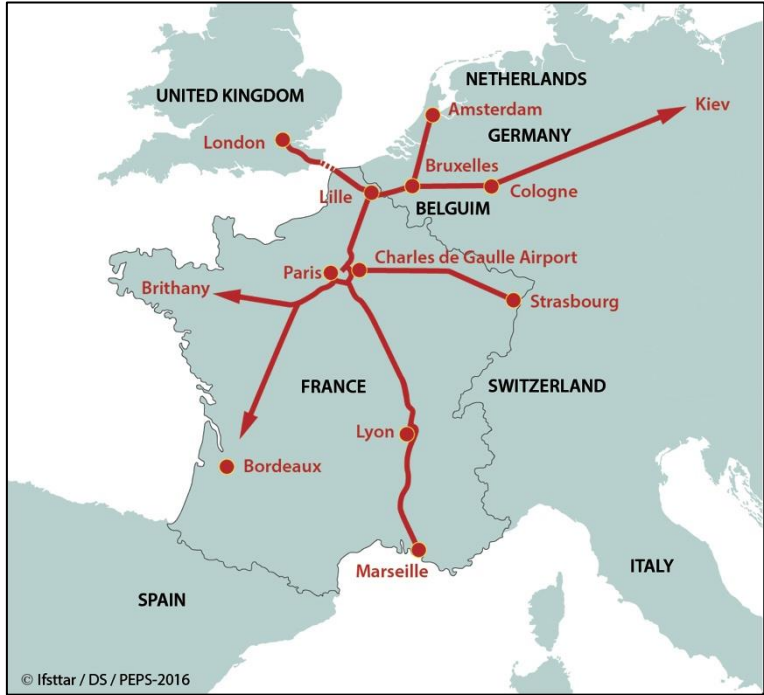 NETHERLANDS
UNITED KINGDOM
Kiev
Amsterdam
GERMANY
London
Bruxelles
Lille
Cologne
BELGUIM
Charles de Gaulle Airport
Paris
Brithany
Strasbourg
FRANCE
SWITZERLAND
Lyon
Bordeaux
Marseille
ITALY
SPAIN
© Ifsttar / DS / PEPS-2016